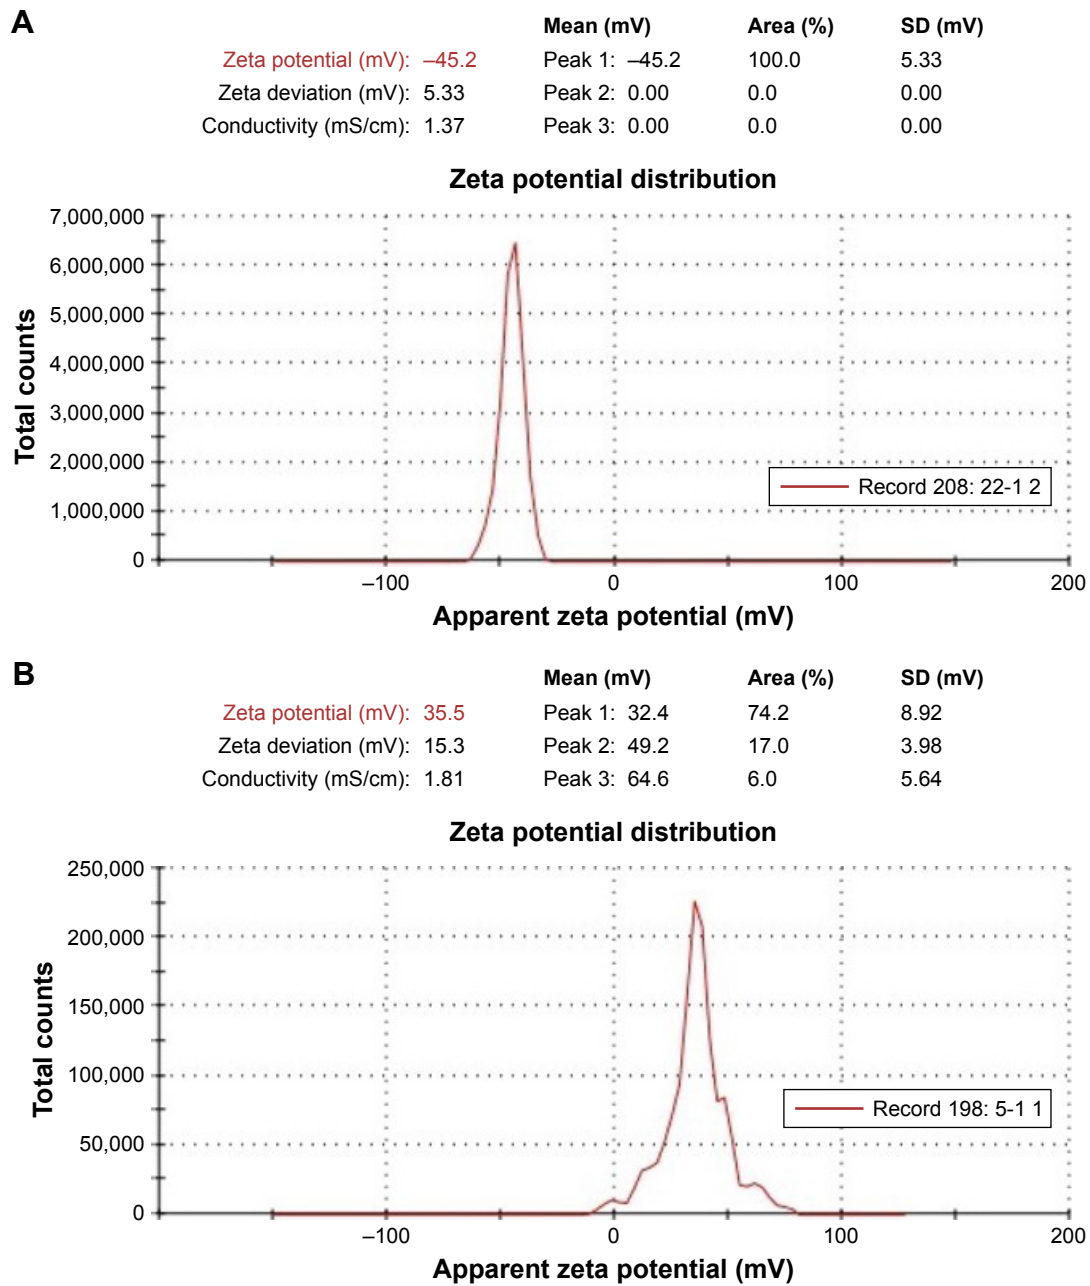 A
Mean (mV) Area (%) SD (mV)
Zeta potential (mV): –45.2 Peak 1: –45.2 100.0 5.33
Zeta deviation (mV): 5.33 Peak 2: 0.00 0.0 0.00
Conductivity (mS/cm): 1.37 Peak 3: 0.00 0.0 0.00
Zeta potential distribution
Total counts
7,000,000
6,000,000
5,000,000
4,000,000
3,000,000
2,000,000
1,000,000
0
Record 208: 22-1 2
–100 0 100 200
Apparent zeta potential (mV)
B
Mean (mV) Area (%) SD (mV)
Zeta potential (mV): 35.5 Peak 1: 32.4 74.2 8.92
Zeta deviation (mV): 15.3 Peak 2: 49.2 17.0 3.98
Conductivity (mS/cm): 1.81 Peak 3: 64.6 6.0 5.64
Zeta potential distribution
Total counts
250,000
200,000
150,000
100,000
50,000
0
Record 198: 5-1 1
–100 0 100 200
Apparent zeta potential (mV)